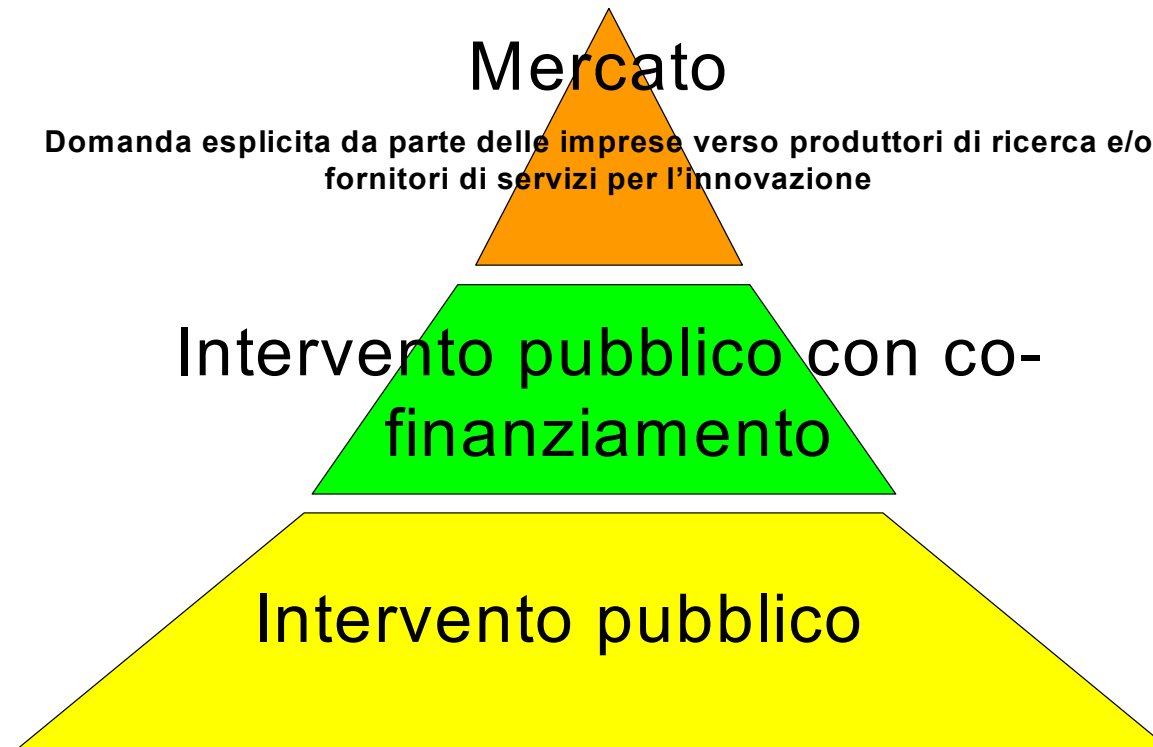 Mercato
Domanda esplicita da parte delle imprese verso produttori di ricerca e/o
fornitori di servizi per l’innovazione
Intervento pubblico con co-
finanziamento
Intervento pubblico